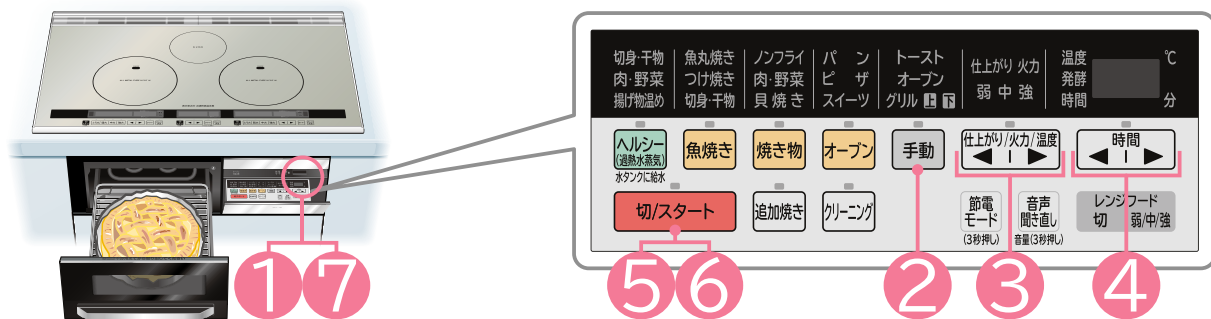 切身・干物 魚丸焼き ノンフライ パン トースト 仕上がり 火力 温度 ℃
肉・野菜 つけ焼き 肉・野菜 ピザ オーブン 弱 中 強 発酵
揚げ物温め 切身・干物 貝焼き スイーツ グリル 上 下 時間 分
ヘルシー
(過熱水蒸気)
水タンクに給水
魚焼き
焼き物
オーブン
手動
仕上がり/火力/温度
◀ I ▶
時間
◀ I ▶
切/スタート
追加焼き
クリーニング
節電
モード
(3秒押し)
音声
聞き直し
音量(3秒押し)
レンジフード
切 弱/中/強
1 7
5 6 2 3 4